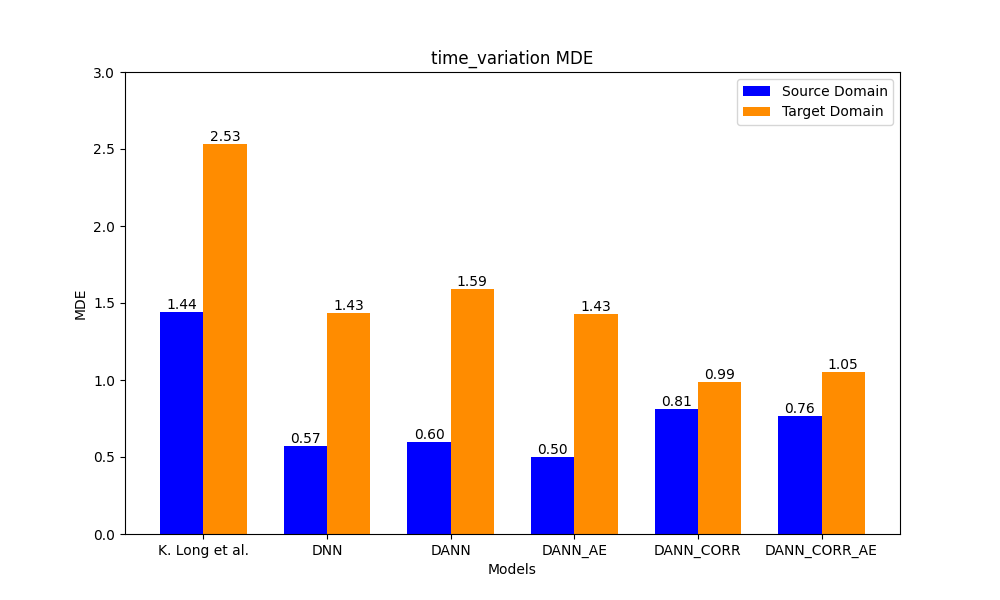 time_variation MDE
Source Domain
Target Domain
MDE
3.0
2.5
2.0
1.5
1.0
0.5
0.0
1.44
2.53
0.57
1.43
0.60
1.59
0.50
1.43
0.81
0.99
0.76
1.05
K. Long et al.
DNN
DANN
DANN_AE
DANN_CORR
DANN_CORR_AE
Models